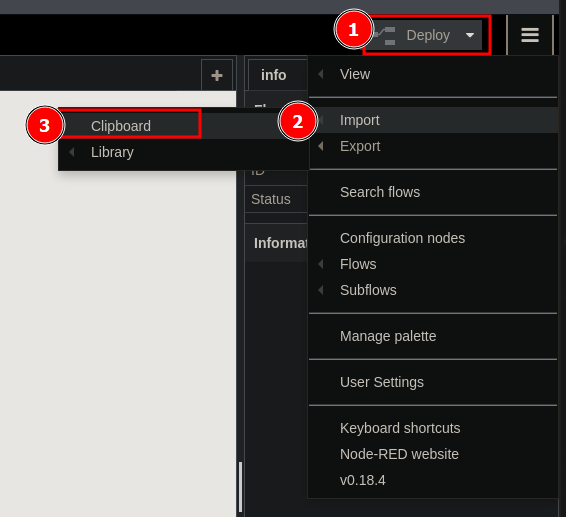 1
Deploy
+
info
View
3
Clipboard
2
Import
Library
Export
ID
Status
Search flows
Informat
Configuration nodes
Flows
Subflows
Manage palette
User Settings
Keyboard shortcuts
Node-RED website
v0.18.4